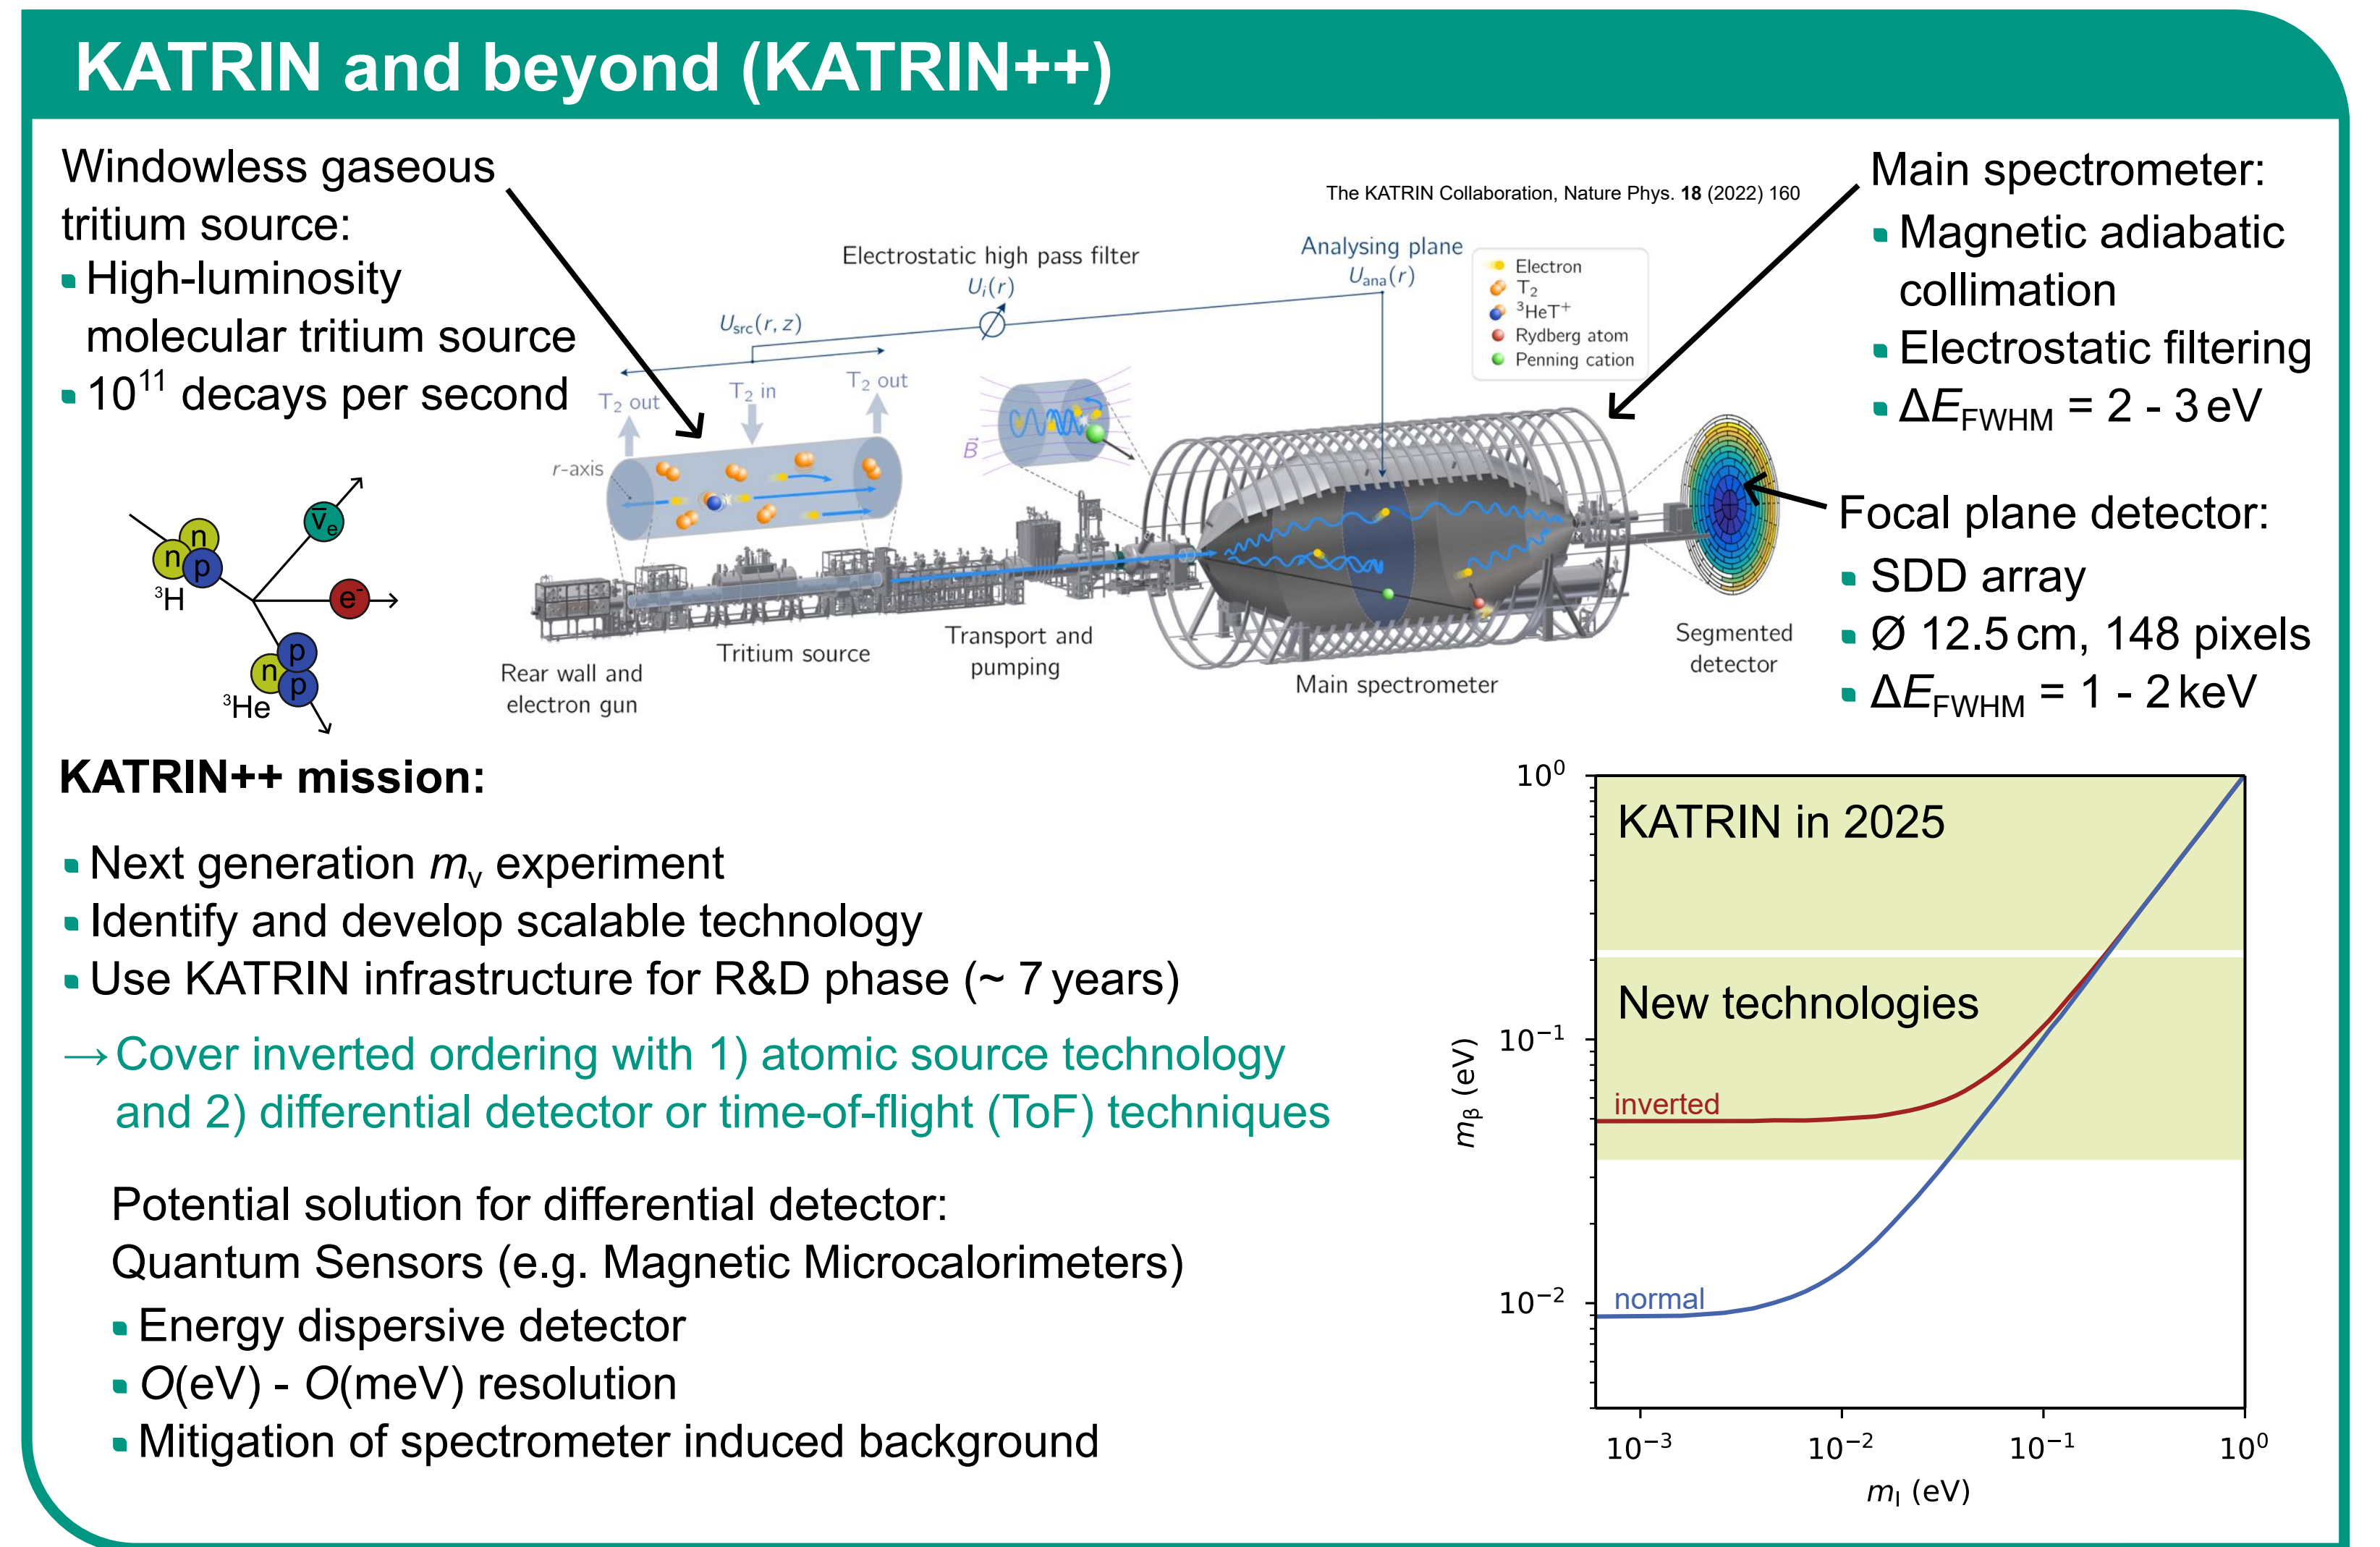 KATRIN and beyond (KATRIN++)
Windowless gaseous
tritium source:
High-luminosity
molecular tritium source
10¹¹ decays per second
The KATRIN Collaboration, Nature Phys. 18 (2022) 160
Electrostatic high pass filter
Uᵢ(r)
Analysing plane
U_ana(r)
U_src(r, z)
T₂ out
T₂ in
T₂ out
r-axis
B⃗
Electron
T₂
³HeT⁺
Rydberg atom
Penning cation
Rear wall and
electron gun
Tritium source
Transport and
pumping
Main spectrometer
Segmented
detector
Main spectrometer:
Magnetic adiabatic
collimation
Electrostatic filtering
ΔE_FWHM = 2 - 3 eV
Focal plane detector:
SDD array
Ø 12.5 cm, 148 pixels
ΔE_FWHM = 1 - 2 keV
n
n
p
³H
ν̄ₑ
e⁻
p
n
p
³He
KATRIN++ mission:
Next generation m_ν experiment
Identify and develop scalable technology
Use KATRIN infrastructure for R&D phase (~ 7 years)
→ Cover inverted ordering with 1) atomic source technology
and 2) differential detector or time-of-flight (ToF) techniques
Potential solution for differential detector:
Quantum Sensors (e.g. Magnetic Microcalorimeters)
Energy dispersive detector
O(eV) - O(meV) resolution
Mitigation of spectrometer induced background
10⁰
KATRIN in 2025
New technologies
10⁻¹
m_β (eV)
inverted
normal
10⁻²
10⁻³
10⁻²
10⁻¹
10⁰
m_l (eV)